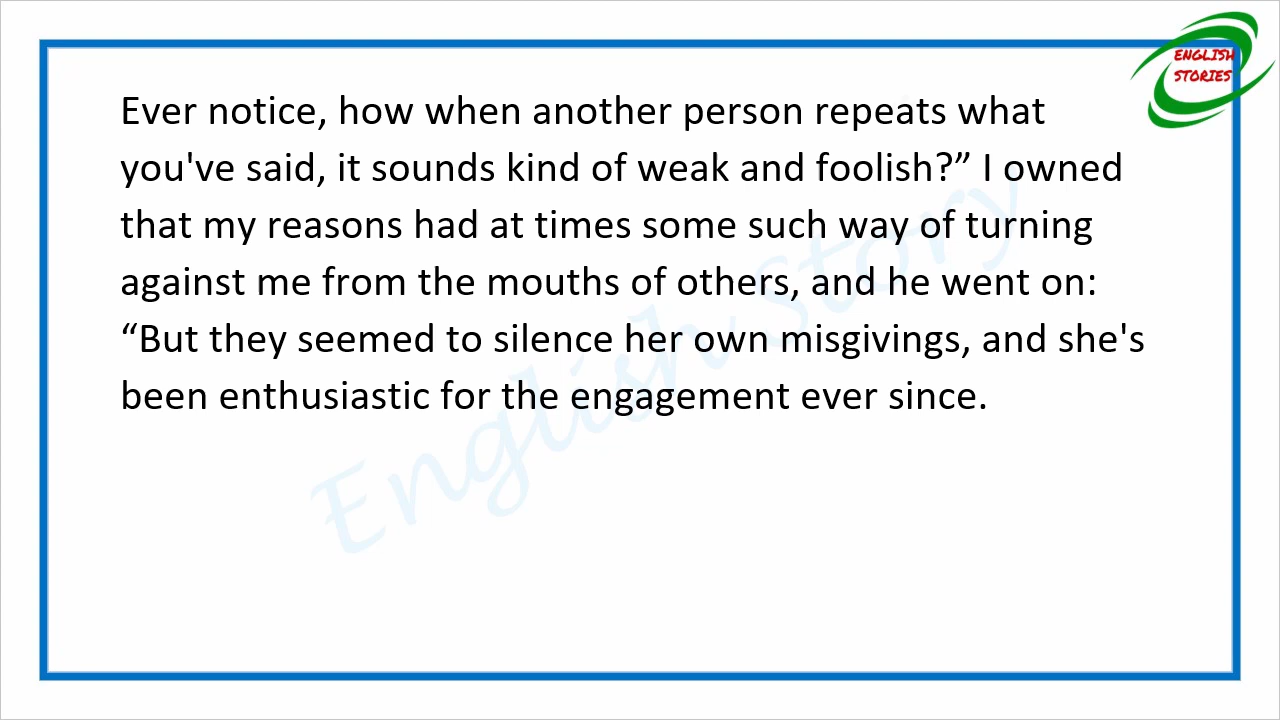 ENGLISH
STORIES
Ever notice, how when another person repeats what
you've said, it sounds kind of weak and foolish?” I owned
that my reasons had at times some such way of turning
against me from the mouths of others, and he went on:
“But they seemed to silence her own misgivings, and she's
been enthusiastic for the engagement ever since.
English Story